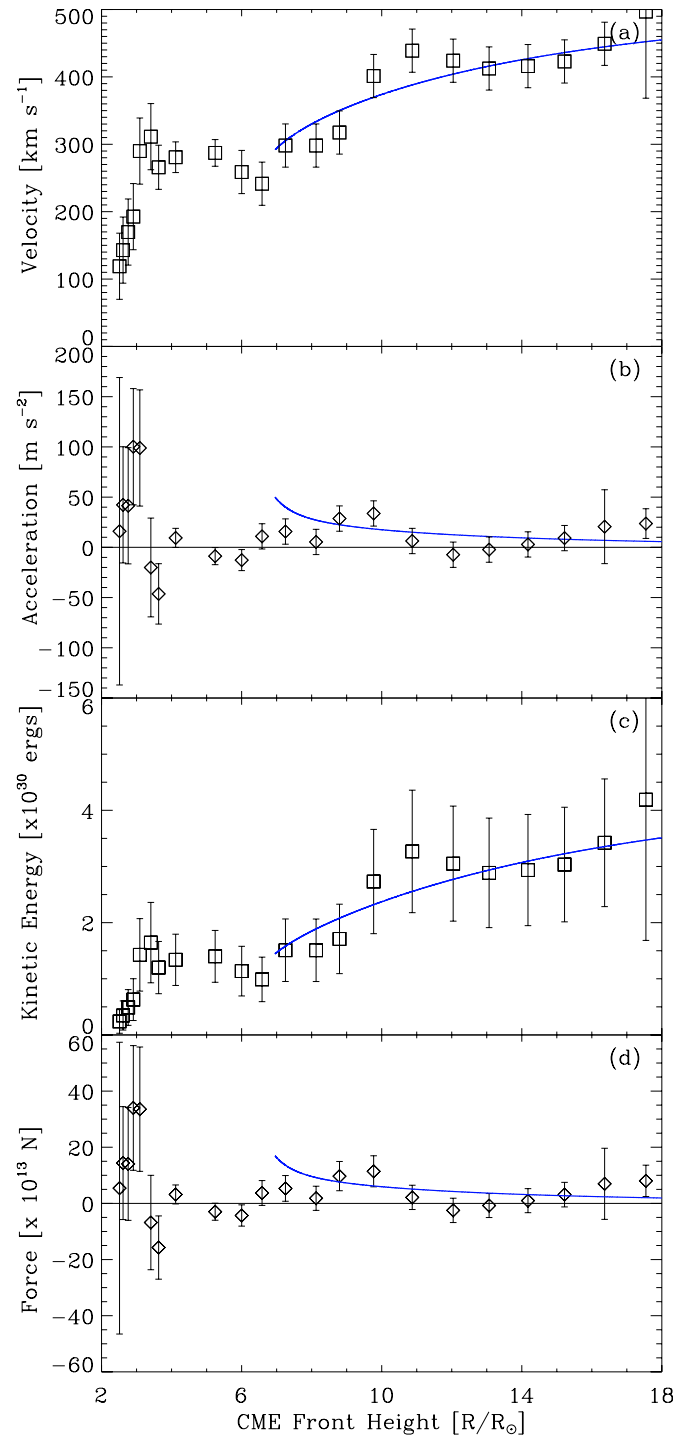 500
400
300
200
100
0
Velocity [km s⁻¹]
(a)
200
150
100
50
0
−50
−100
−150
Acceleration [m s⁻²]
(b)
6
4
2
0
Kinetic Energy [x10³⁰ ergs]
(c)
60
40
20
0
−20
−40
−60
Force [x 10¹³ N]
(d)
2 6 10 14 18
CME Front Height [R/R☉]